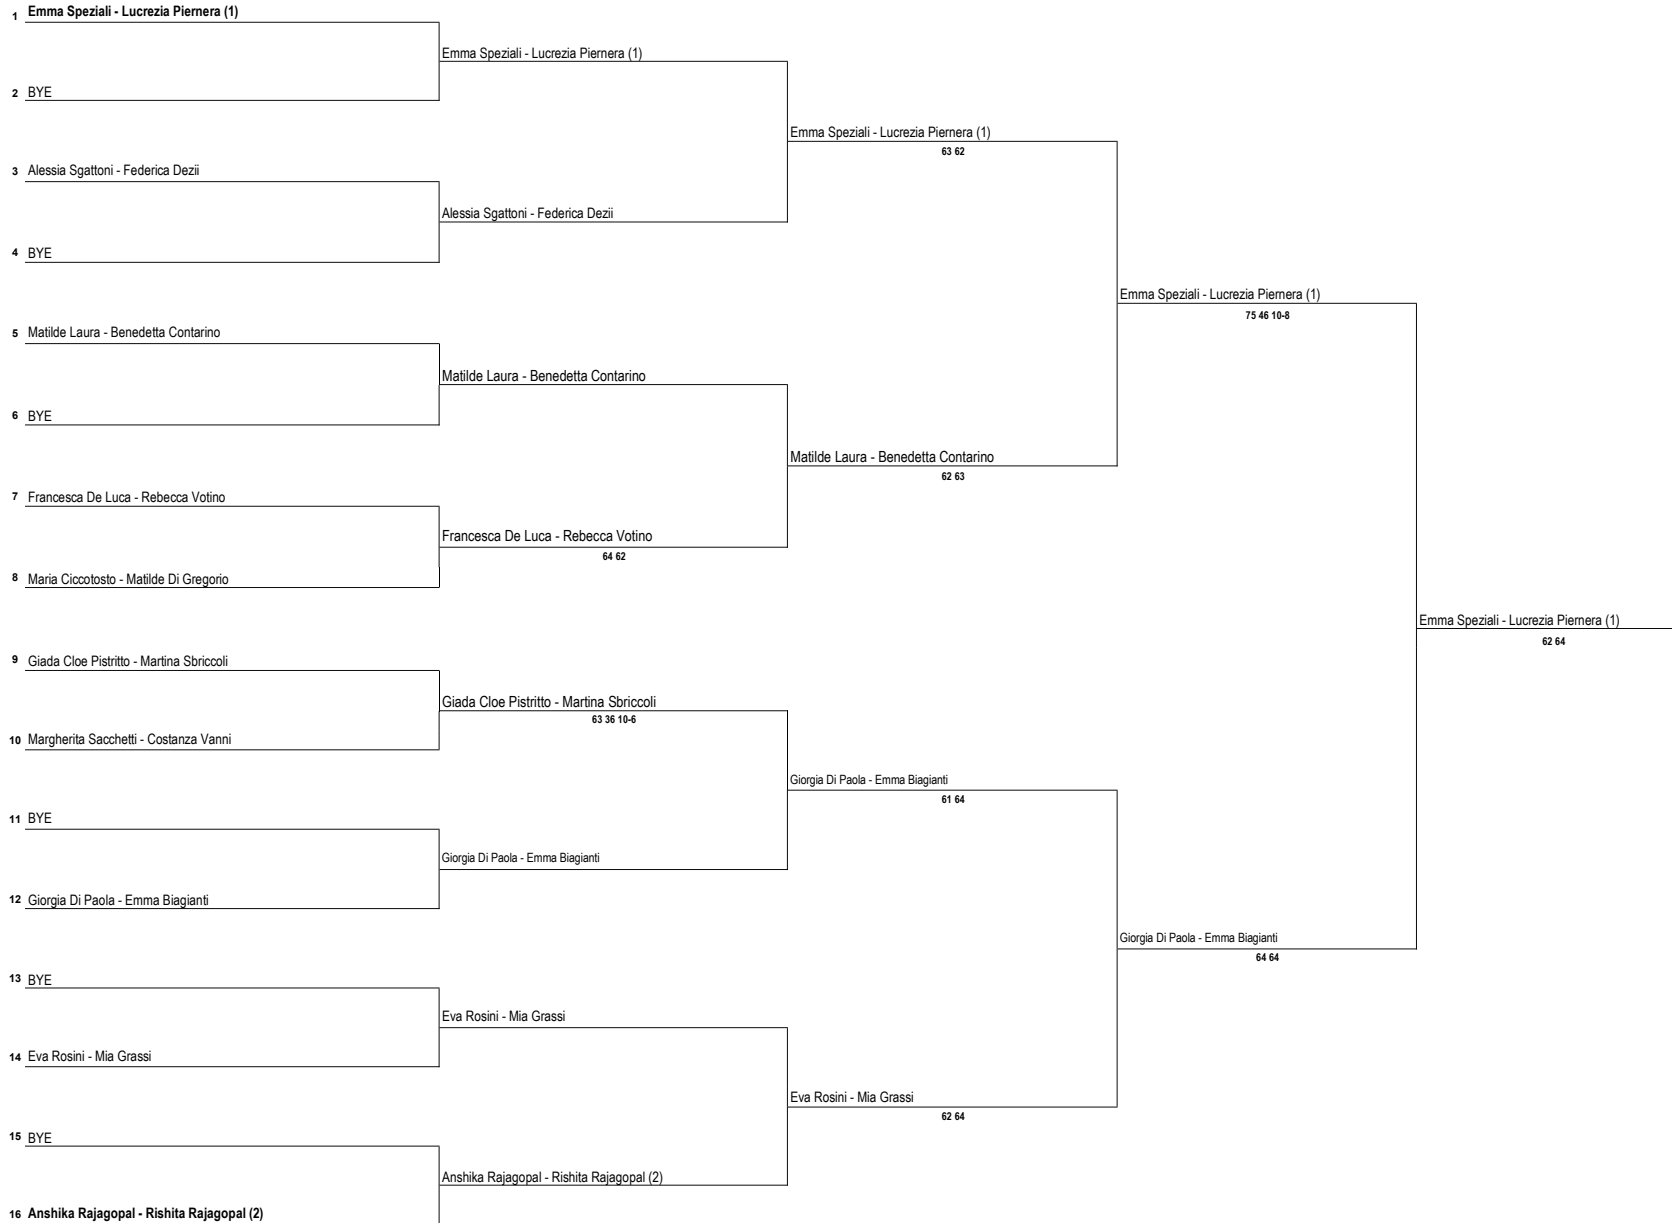 1 Emma Speziali - Lucrezia Piernera (1)
Emma Speziali - Lucrezia Piernera (1)
2 BYE
Emma Speziali - Lucrezia Piernera (1)
63 62
3 Alessia Sgattoni - Federica Dezii
Alessia Sgattoni - Federica Dezii
4 BYE
Emma Speziali - Lucrezia Piernera (1)
75 46 10-8
5 Matilde Laura - Benedetta Contarino
Matilde Laura - Benedetta Contarino
6 BYE
Matilde Laura - Benedetta Contarino
62 63
7 Francesca De Luca - Rebecca Votino
Francesca De Luca - Rebecca Votino
64 62
8 Maria Ciccotosto - Matilde Di Gregorio
Emma Speziali - Lucrezia Piernera (1)
62 64
9 Giada Cloe Pistritto - Martina Sbriccoli
Giada Cloe Pistritto - Martina Sbriccoli
63 36 10-6
10 Margherita Sacchetti - Costanza Vanni
Giorgia Di Paola - Emma Biagianti
61 64
11 BYE
Giorgia Di Paola - Emma Biagianti
12 Giorgia Di Paola - Emma Biagianti
Giorgia Di Paola - Emma Biagianti
64 64
13 BYE
Eva Rosini - Mia Grassi
14 Eva Rosini - Mia Grassi
Eva Rosini - Mia Grassi
62 64
15 BYE
Anshika Rajagopal - Rishita Rajagopal (2)
16 Anshika Rajagopal - Rishita Rajagopal (2)